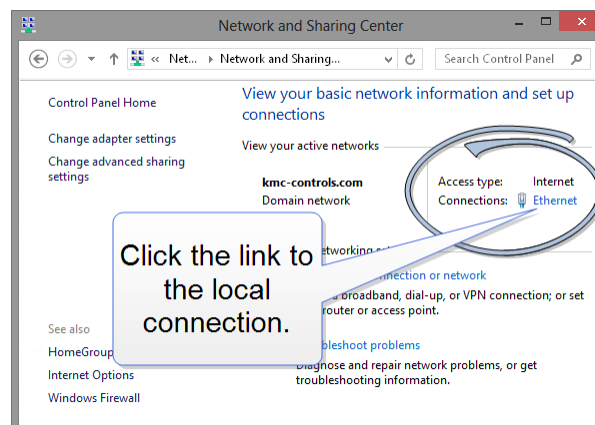 Network and Sharing Center
« Net... Network and Sharing...
Search Control Panel
Control Panel Home
Change adapter settings
Change advanced sharing
settings
See also
HomeGroup
Internet Options
Windows Firewall
View your basic network information and set up
connections
View your active networks
kmc-controls.com
Domain network
Access type: Internet
Connections: Ethernet
Click the link to
the local
connection.
or network
broadband, dial-up, or VPN connection; or set
router or access point.
problems
Diagnose and repair network problems, or get
troubleshooting information.